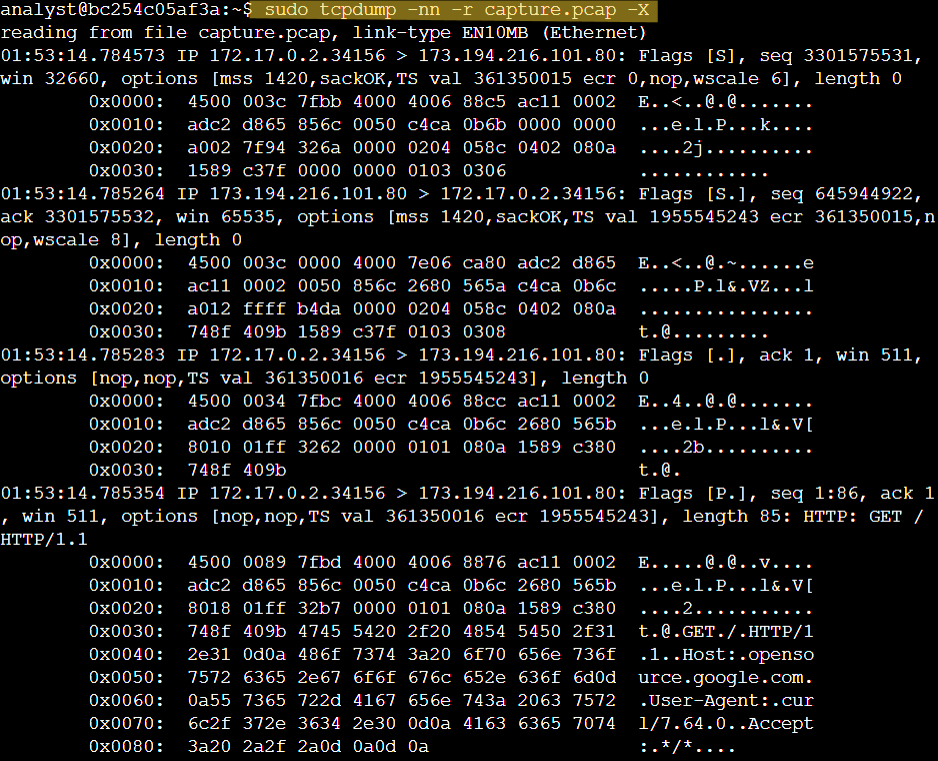 analyst@bc254c05af3a:~$ sudo tcpdump -nn -r capture.pcap -X
reading from file capture.pcap, link-type EN10MB (Ethernet)
01:53:14.784573 IP 172.17.0.2.34156 > 173.194.216.101.80: Flags [S], seq 3301575531,
win 32660, options [mss 1420,sackOK,TS val 361350015 ecr 0,nop,wscale 6], length 0
0x0000: 4500 003c 7fbb 4000 4006 88c5 ac11 0002 E..<..@.@.......
0x0010: adc2 d865 856c 0050 c4ca 0b6b 0000 0000 ...e.l.P...k....
0x0020: a002 7f94 326a 0000 0204 058c 0402 080a ....2j..........
0x0030: 1589 c37f 0000 0000 0103 0306 ............
01:53:14.785264 IP 173.194.216.101.80 > 172.17.0.2.34156: Flags [S.], seq 645944922,
ack 3301575532, win 65535, options [mss 1420,sackOK,TS val 1955545243 ecr 361350015,n
op,wscale 8], length 0
0x0000: 4500 003c 0000 4000 7e06 ca80 adc2 d865 E..<..@.~......e
0x0010: ac11 0002 0050 856c 2680 565a c4ca 0b6c .....P.l&.VZ...l
0x0020: a012 ffff b4da 0000 0204 058c 0402 080a ................
0x0030: 748f 409b 1589 c37f 0103 0308 t.@.........
01:53:14.785283 IP 172.17.0.2.34156 > 173.194.216.101.80: Flags [.], ack 1, win 511,
options [nop,nop,TS val 361350016 ecr 1955545243], length 0
0x0000: 4500 0034 7fbc 4000 4006 88cc ac11 0002 E..4..@.@.......
0x0010: adc2 d865 856c 0050 c4ca 0b6c 2680 565b ...e.l.P...l&.V[
0x0020: 8010 01ff 3262 0000 0101 080a 1589 c380 ....2b..........
0x0030: 748f 409b t.@.
01:53:14.785354 IP 172.17.0.2.34156 > 173.194.216.101.80: Flags [P.], seq 1:86, ack 1
, win 511, options [nop,nop,TS val 361350016 ecr 1955545243], length 85: HTTP: GET /
HTTP/1.1
0x0000: 4500 0089 7fbd 4000 4006 8876 ac11 0002 E.....@.@..v....
0x0010: adc2 d865 856c 0050 c4ca 0b6c 2680 565b ...e.l.P...l&.V[
0x0020: 8018 01ff 32b7 0000 0101 080a 1589 c380 ....2...........
0x0030: 748f 409b 4745 5420 2f20 4854 5450 2f31 t.@.GET./.HTTP/1
0x0040: 2e31 0d0a 486f 7374 3a20 6f70 656e 736f .1..Host:.openso
0x0050: 7572 6365 2e67 6f6f 676c 652e 636f 6d0d urce.google.com.
0x0060: 0a55 7365 722d 4167 656e 743a 2063 7572 .User-Agent:.cur
0x0070: 6c2f 372e 3634 2e30 0d0a 4163 6365 7074 l/7.64.0..Accept
0x0080: 3a20 2a2f 2a0d 0a0d 0a :.*/*....